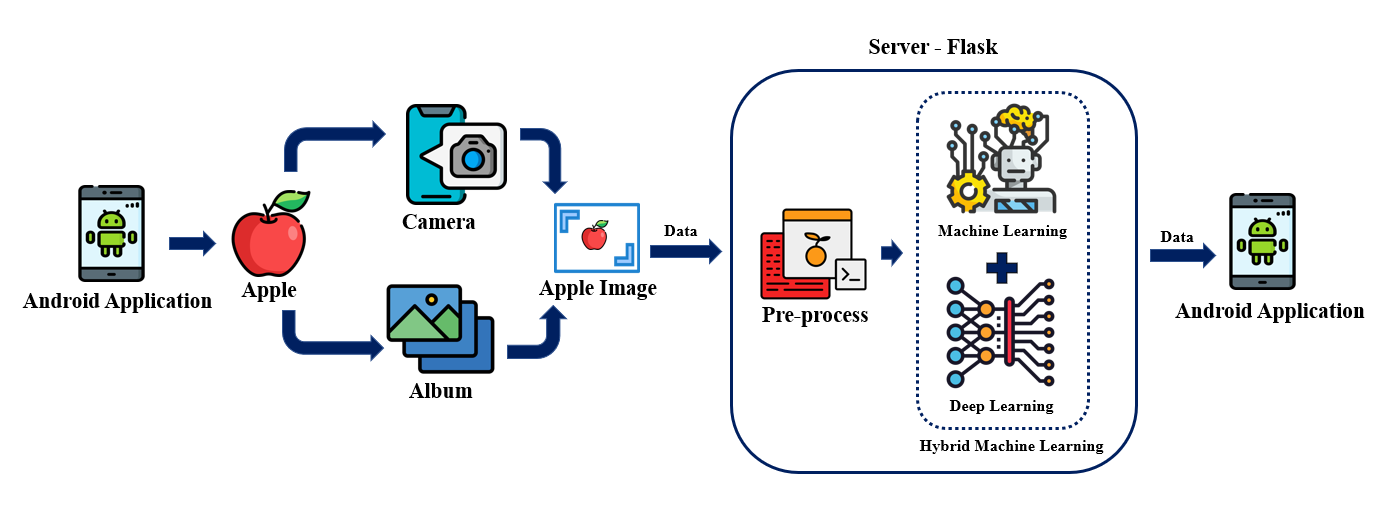 Server - Flask
Android Application
Apple
Camera
Album
Apple Image
Data
Pre-process
>_
Machine Learning
Deep Learning
Hybrid Machine Learning
Data
Android Application